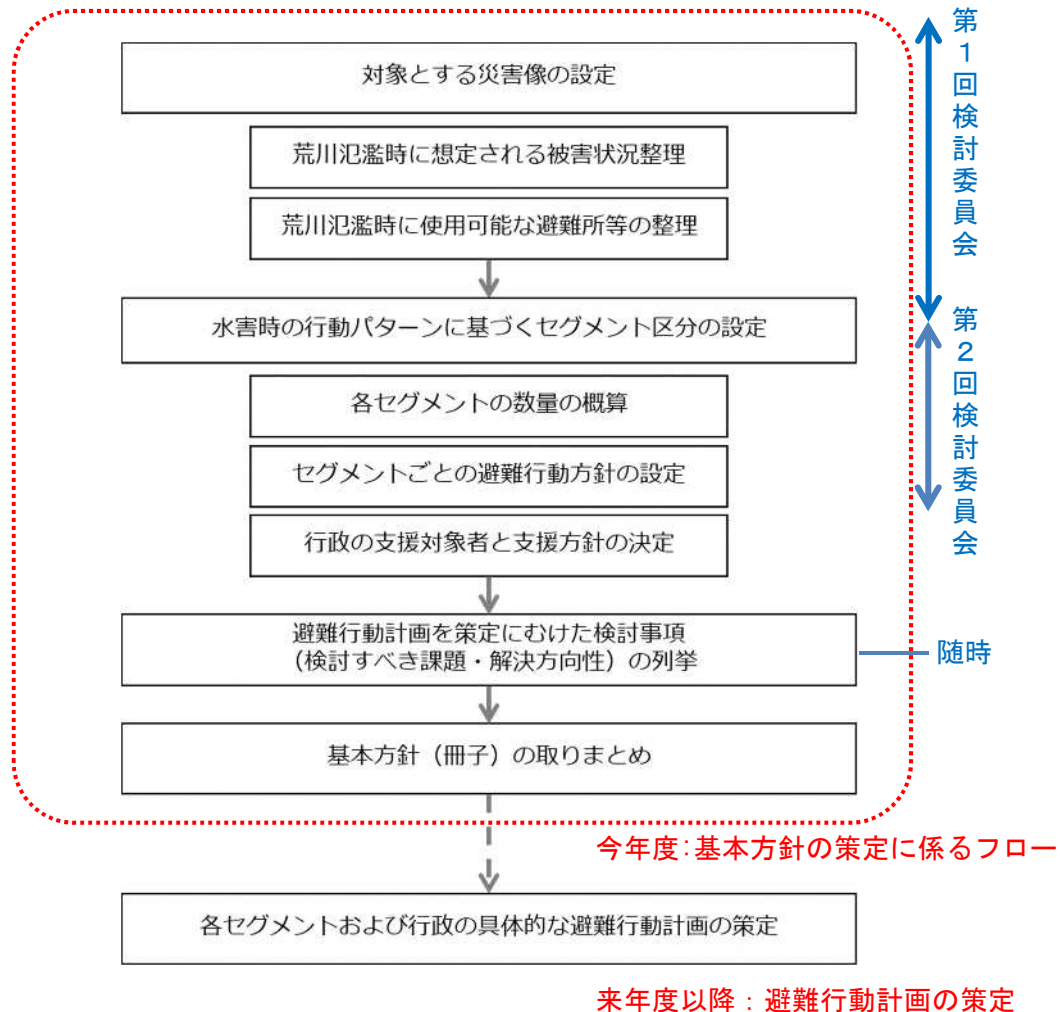 対象とする災害像の設定
荒川氾濫時に想定される被害状況整理
荒川氾濫時に使用可能な避難所等の整理
水害時の行動パターンに基づくセグメント区分の設定
各セグメントの数量の概算
セグメントごとの避難行動方針の設定
行政の支援対象者と支援方針の決定
避難行動計画を策定にむけた検討事項
（検討すべき課題・解決方向性）の列挙
基本方針（冊子）の取りまとめ
第1回検討委員会
第2回検討委員会
随時
今年度：基本方針の策定に係るフロー
各セグメントおよび行政の具体的な避難行動計画の策定
来年度以降：避難行動計画の策定